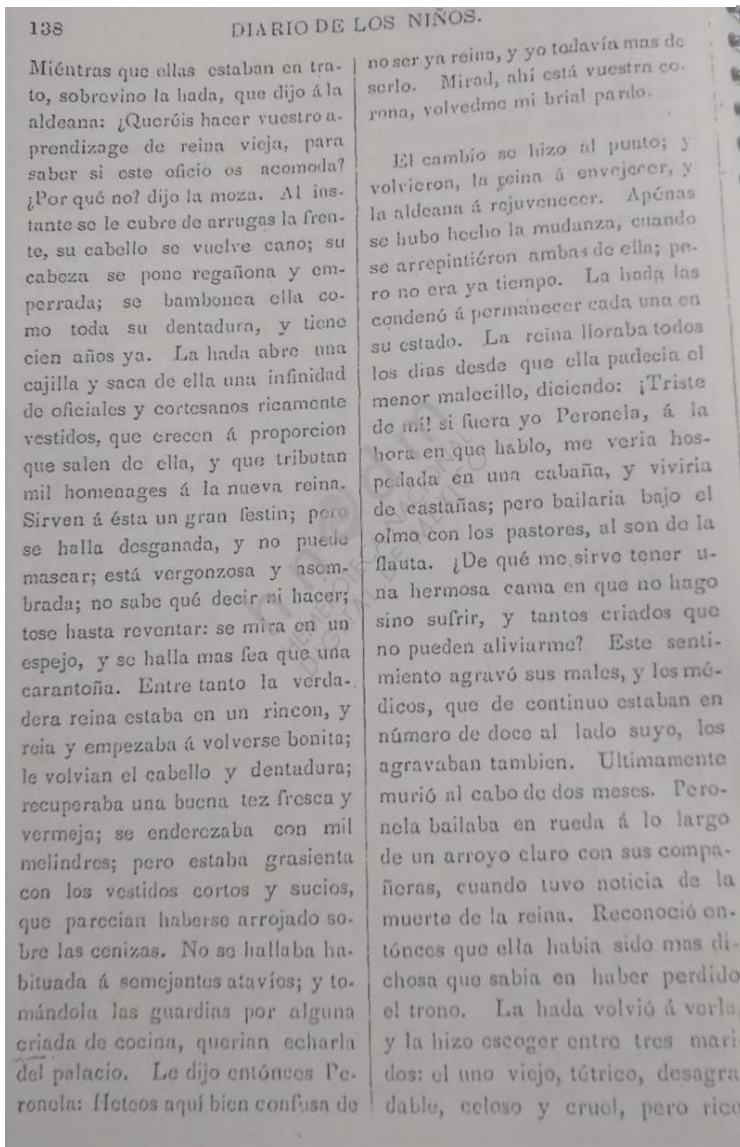 138
DIARIO DE LOS NIÑOS.
Miéntras que ellas estaban en tra-
to, sobrevino la hada, que dijo á la
aldeana: ¿Queréis hacer vuestro a-
prendizage de reina vieja, para
saber si este oficio os acomoda?
¿Por qué no? dijo la moza. Al ins-
tante se le cubre de arrugas la fren-
te, su cabello se vuelve cano; su
cabeza se pone regañona y em-
perrada; se bambonea ella co-
mo toda su dentadura, y tiene
cien años ya. La hada abre una
cajilla y saca de ella una infinidad
de oficiales y cortesanos ricamente
vestidos, que crecen á proporcion
que salen de ella, y que tributan
mil homenages á la nueva reina.
Sirven á ésta un gran festin; pero
se halla desganada, y no puede
mascar; está vergonzosa y asom-
brada; no sabe qué decir ni hacer;
tose hasta reventar: se mira en un
espejo, y se halla mas fea que una
carantoña. Entre tanto la verda-
dera reina estaba en un rincon, y
reia y empezaba á volverse bonita;
le volvian el cabello y dentadura;
recuperaba una buena tez fresca y
vermeja; se enderezaba con mil
melindres; pero estaba grasienta
con los vestidos cortos y sucios,
que parecian haberse arrojado so-
bre las cenizas. No se hallaba ha-
bituada á semejantes atavíos; y to-
mándola las guardias por alguna
criada de cocina, querian echarla
del palacio. Le dijo entónces Pe-
ronela: Heteos aquí bien confusa de
no ser ya reina, y yo todavía mas de
serlo. Mirad, ahí está vuestra co-
rona, volvedme mi brial pardo.
El cambio se hizo al punto; y
volvieron, la reina á envejecer, y
la aldeana á rejuvenecer. Apénas
se hubo hecho la mudanza, cuando
se arrepintiéron ambas de ella; pe-
ro no era ya tiempo. La hada las
condenó á permanecer cada una en
su estado. La reina lloraba todos
los dias desde que ella padecia el
menor malecillo, diciendo: ¡Triste
de mí! si fuera yo Peronela, á la
hora en que hablo, me veria hos-
pedada en una cabaña, y viviria
de castañas; pero bailaria bajo el
olmo con los pastores, al son de la
flauta. ¿De qué me sirve tener u-
na hermosa cama en que no hago
sino sufrir, y tantos criados que
no pueden aliviarme? Este senti-
miento agravó sus males, y los mé-
dicos, que de continuo estaban en
número de doce al lado suyo, los
agravaban tambien. Ultimamente
murió al cabo de dos meses. Pero-
nela bailaba en rueda á lo largo
de un arroyo claro con sus compa-
ñeras, cuando tuvo noticia de la
muerte de la reina. Reconoció en-
tónces que ella habia sido mas di-
chosa que sabia en haber perdido
el trono. La hada volvió á verla,
y la hizo escoger entre tres mari
dos: el uno viejo, tétrico, desagra
dable, celoso y cruel, pero rico